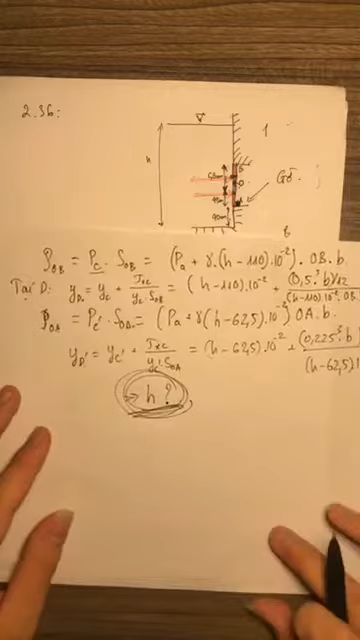 2.36:
h
1
Gđ.
P_OB = P_C . S_OB = (P_a + γ.(h-110).10^-2). OB. b
Tại D: y_D = y_C + I_xc / (y_C . S_OB) = (h-110).10^-2 + (0,5^3.b/12) / ((h-110).10^-2. OB
P_OA = P_C' . S_OA = (P_a + γ(h-62,5).10^-2) OA. b
y_D' = y_C' + I_xc / (y_C' . S_OA) = (h-62,5).10^-2 + (0,225^3.b / (h-62,5)
⇒ h ?